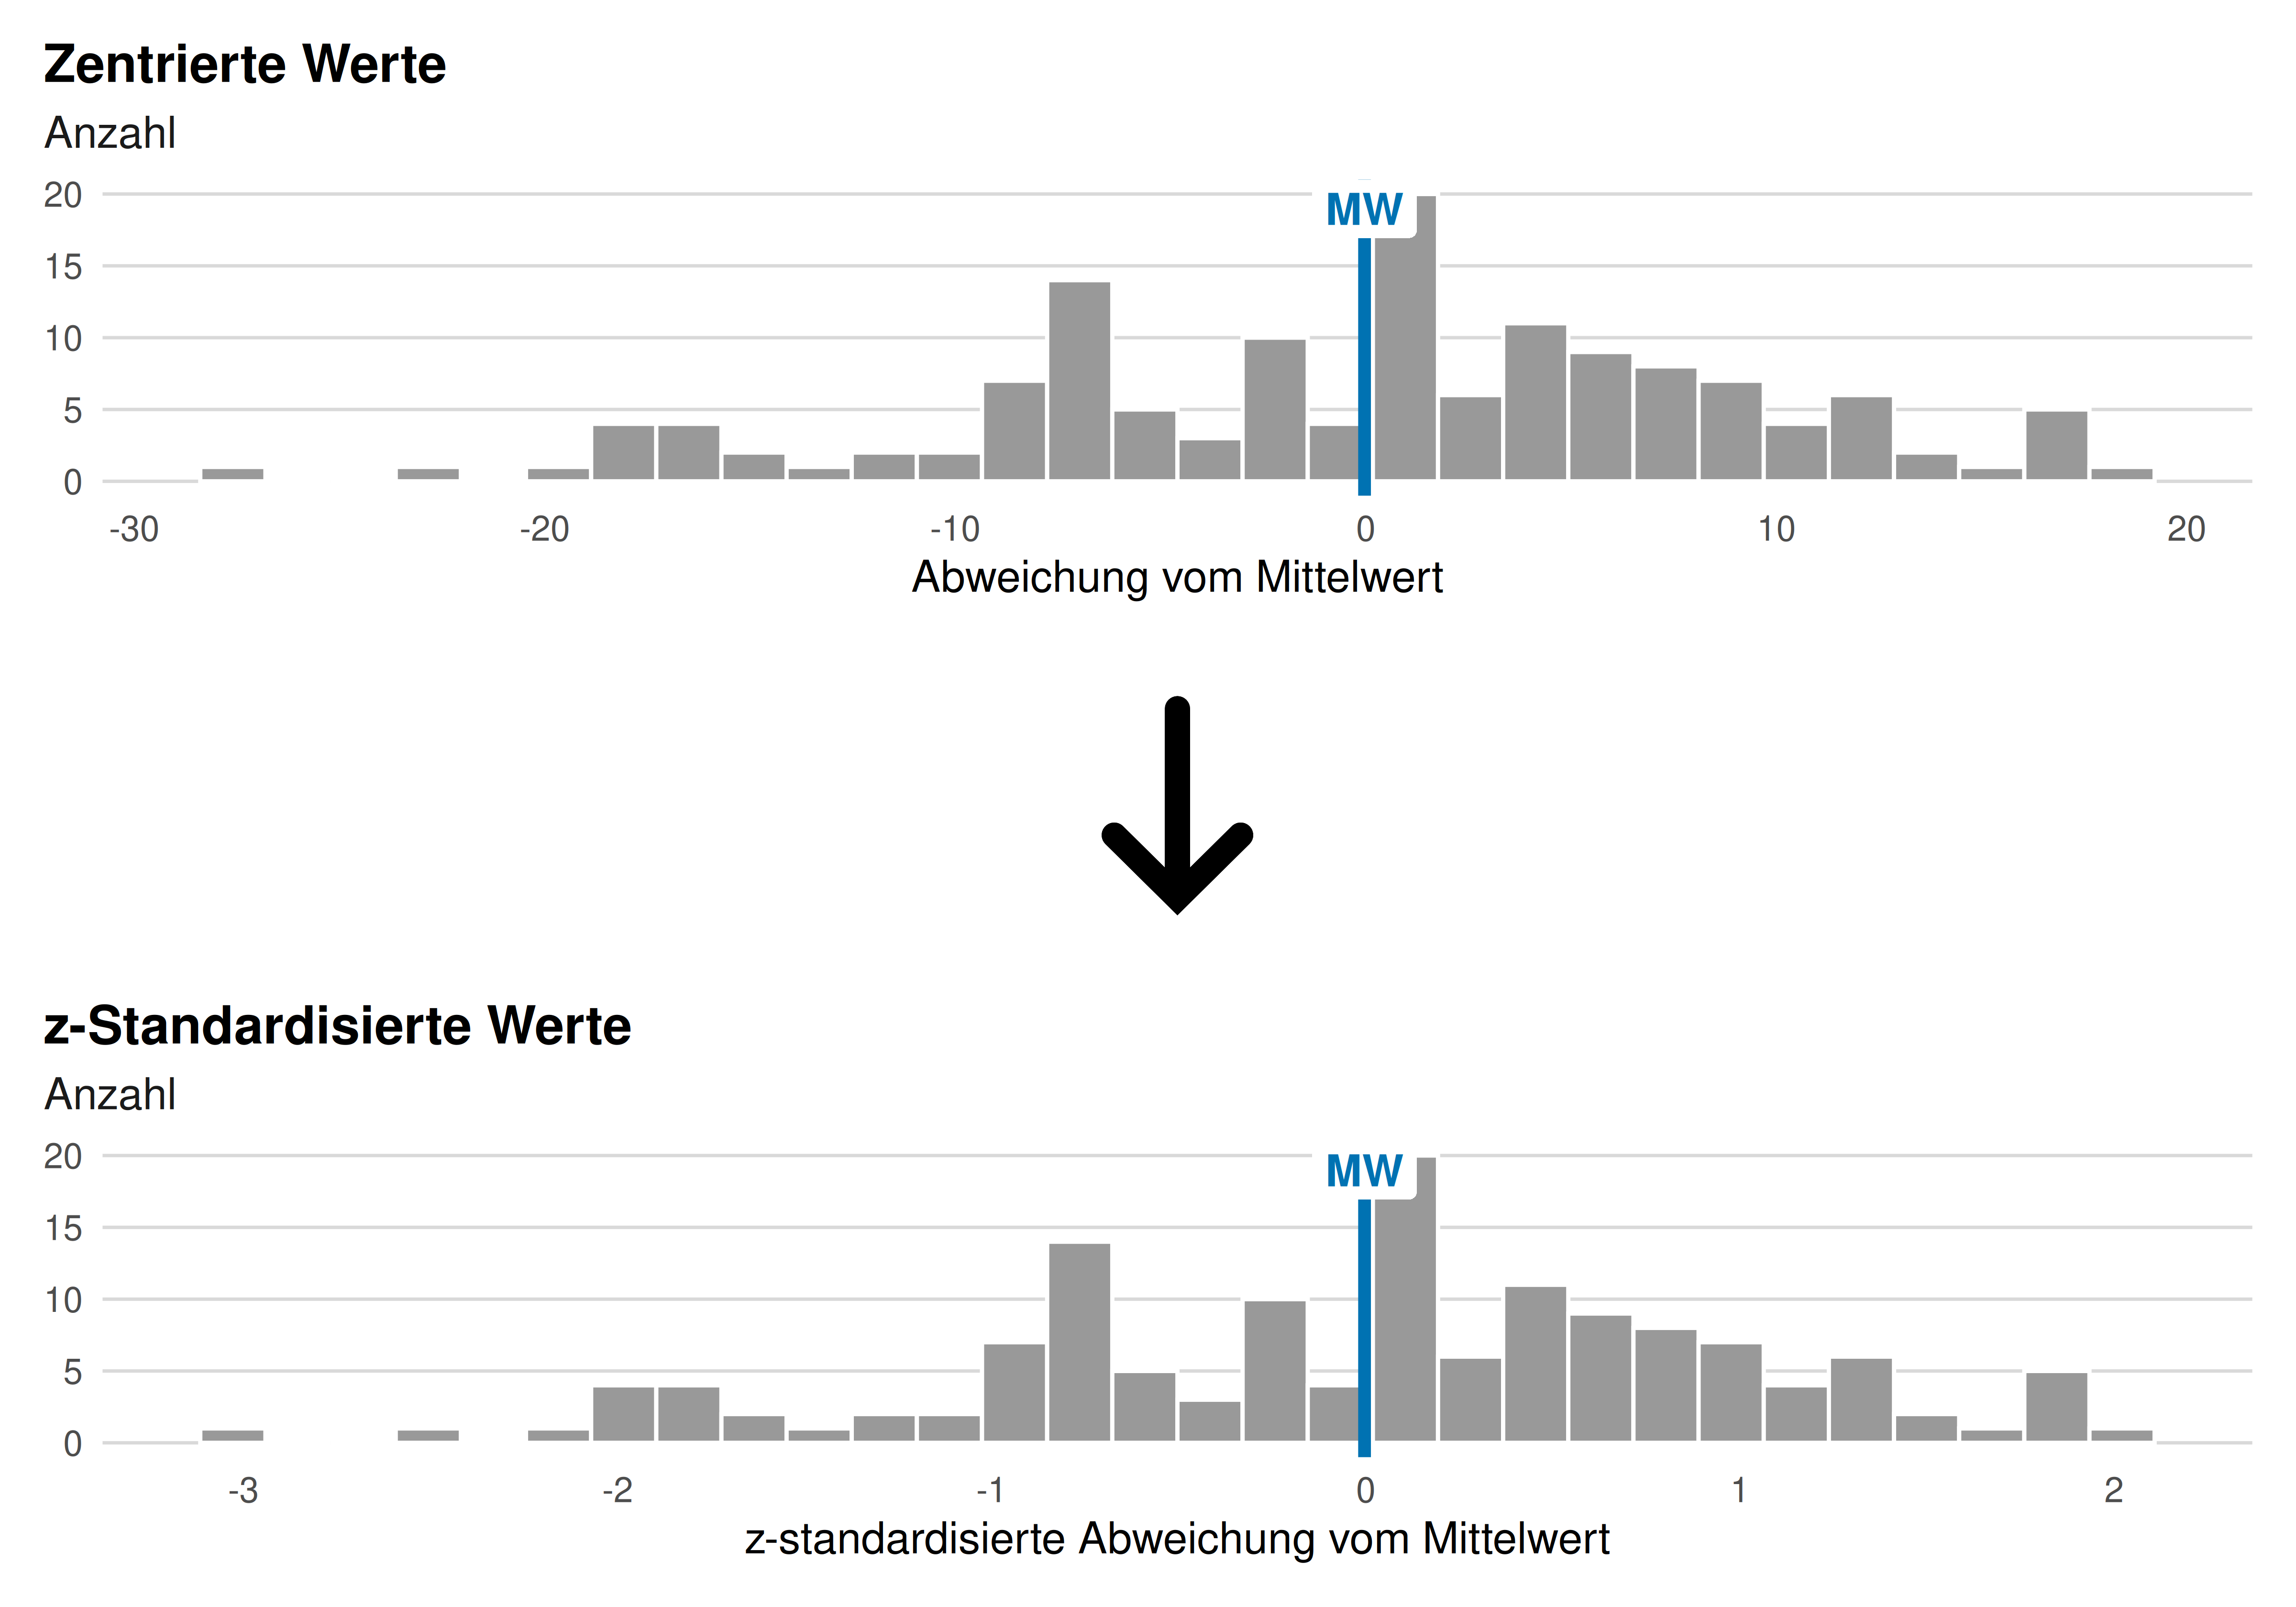 Zentrierte Werte
Anzahl
20
15
10
5
0
MW
-30 -20 -10 0 10 20
Abweichung vom Mittelwert
z-Standardisierte Werte
Anzahl
20
15
10
5
0
MW
-3 -2 -1 0 1 2
z-standardisierte Abweichung vom Mittelwert